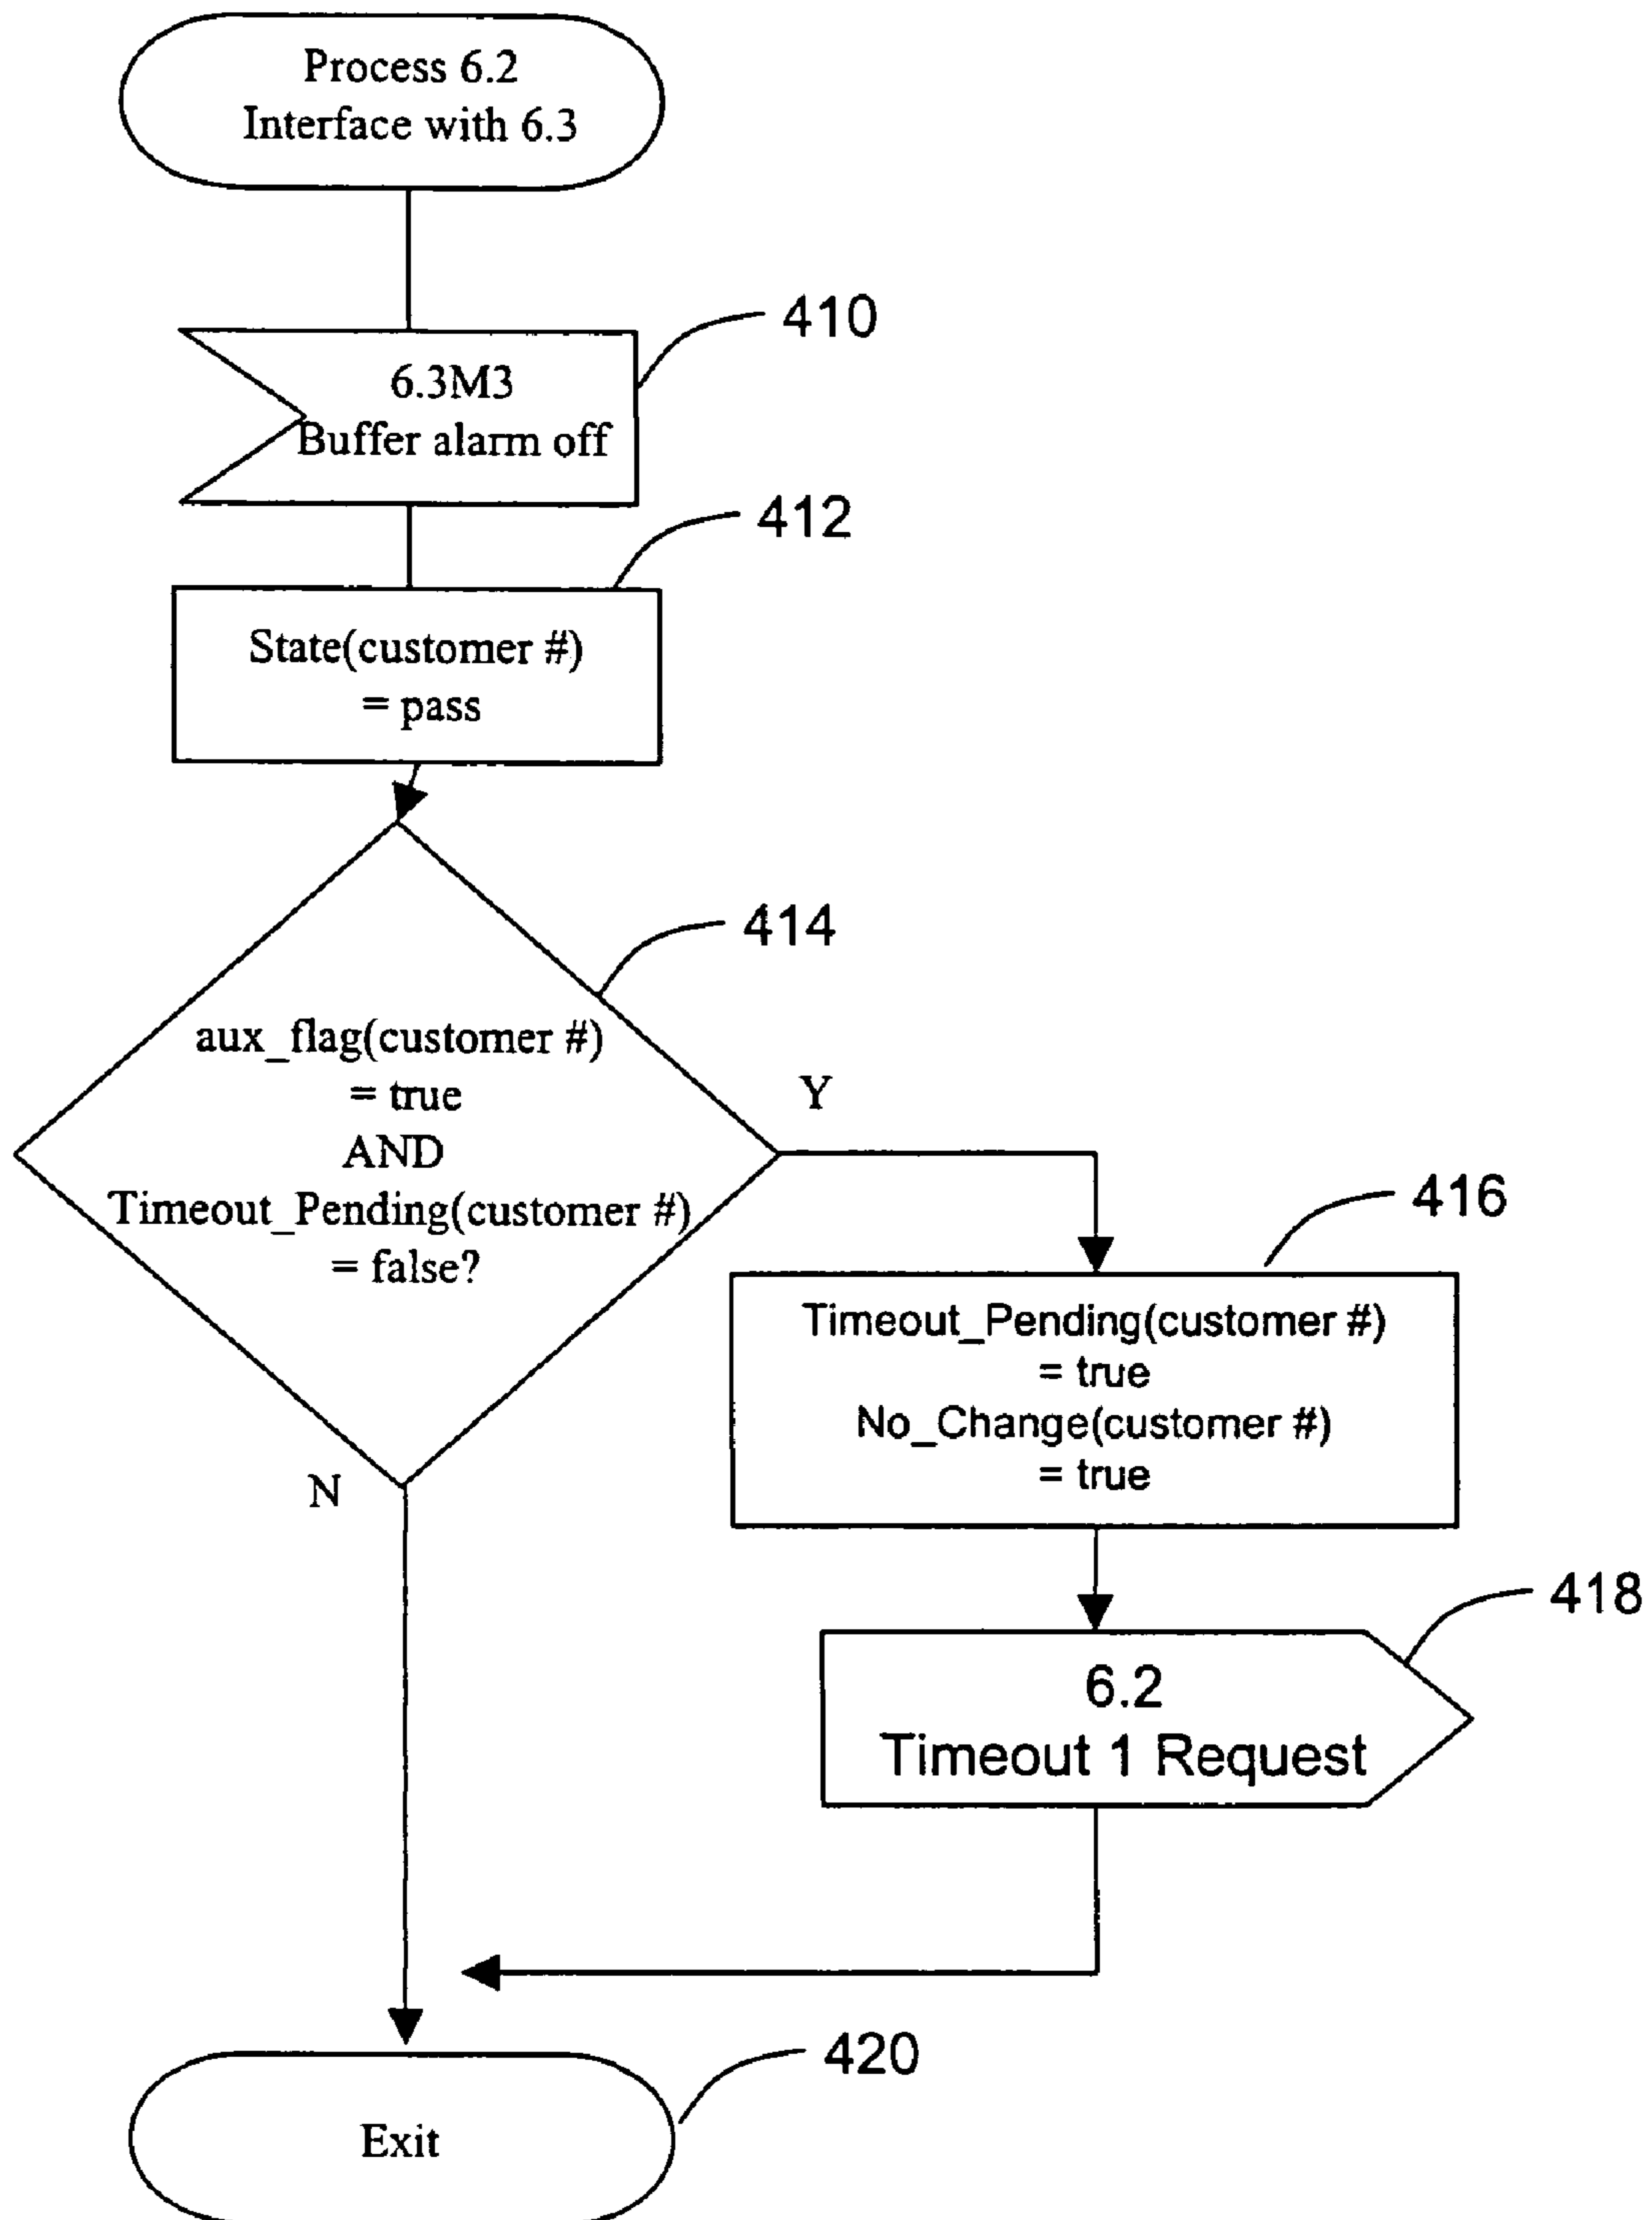 Process 6.2
Interface with 6.3
410
6.3M3
Buffer alarm off
412
State(customer #)
= pass
414
aux_flag(customer #)
= true
AND
Timeout_Pending(customer #)
= false?
Y
N
416
Timeout_Pending(customer #)
= true
No_Change(customer #)
= true
418
6.2
Timeout 1 Request
420
Exit